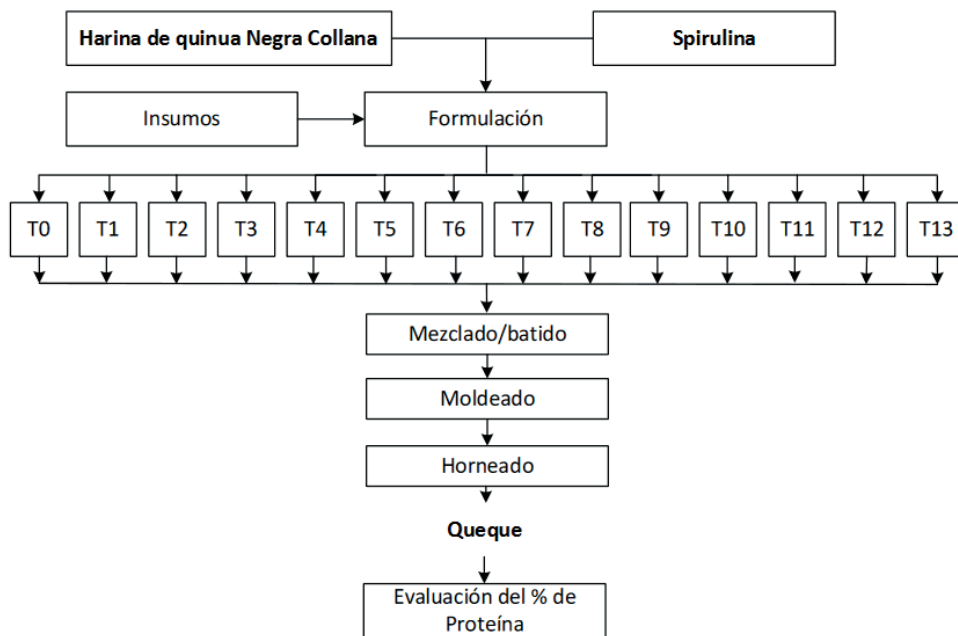 Harina de quinua Negra Collana
Spirulina
Insumos
Formulación
T0
T1
T2
T3
T4
T5
T6
T7
T8
T9
T10
T11
T12
T13
Mezclado/batido
Moldeado
Horneado
Queque
Evaluación del % de
Proteína